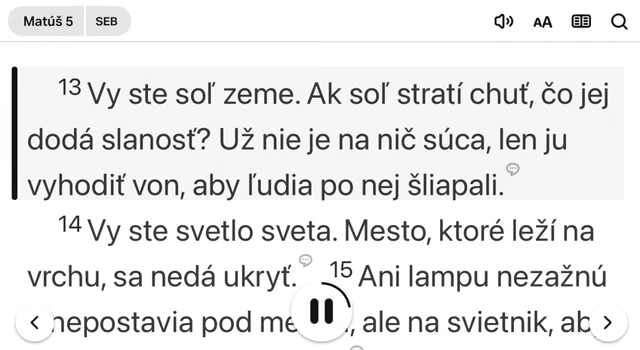 Matúš 5 SEB AA
13 Vy ste soľ zeme. Ak soľ stratí chuť, čo jej
dodá slanosť? Už nie je na nič súca, len ju
vyhodiť von, aby ľudia po nej šliapali.
14 Vy ste svetlo sveta. Mesto, ktoré leží na
vrchu, sa nedá ukryť. 15 Ani lampu nezažnú
nepostavia pod ale na svietnik,